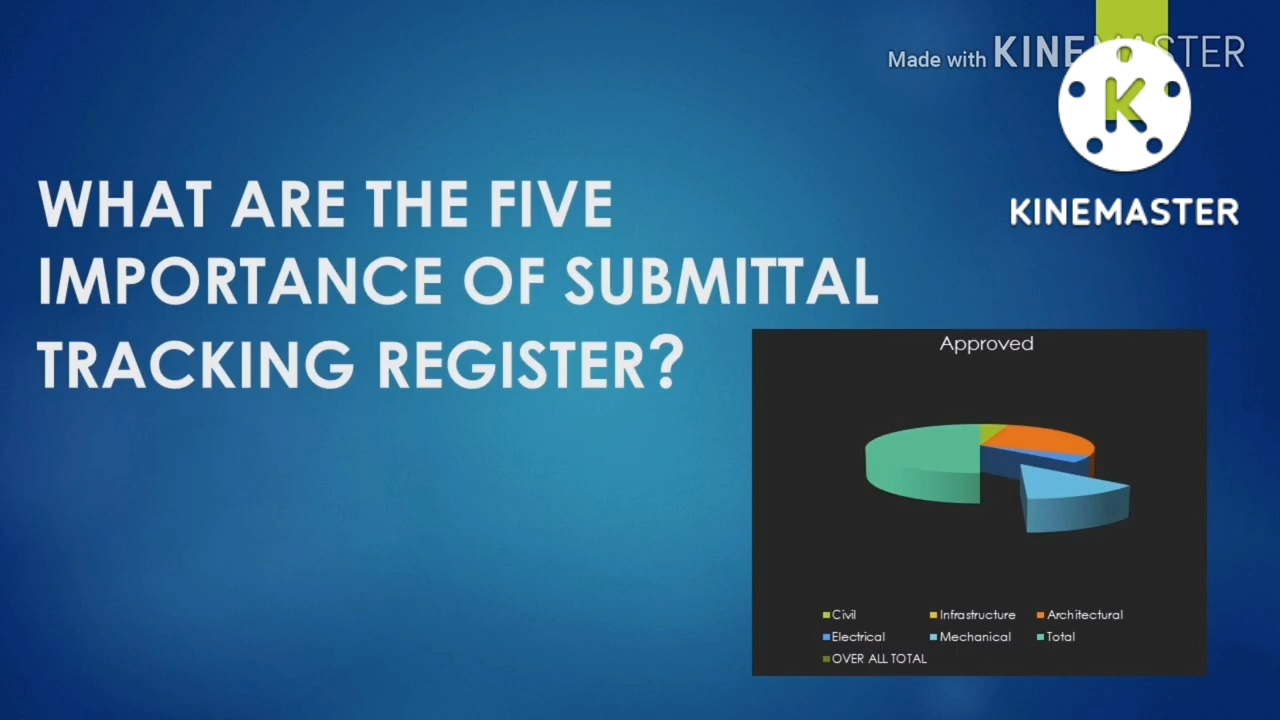 Made with KINEMASTER
K
KINEMASTER
WHAT ARE THE FIVE
IMPORTANCE OF SUBMITTAL
TRACKING REGISTER?
Approved
Civil Infrastructure Architectural
Electrical Mechanical Total
OVER ALL TOTAL